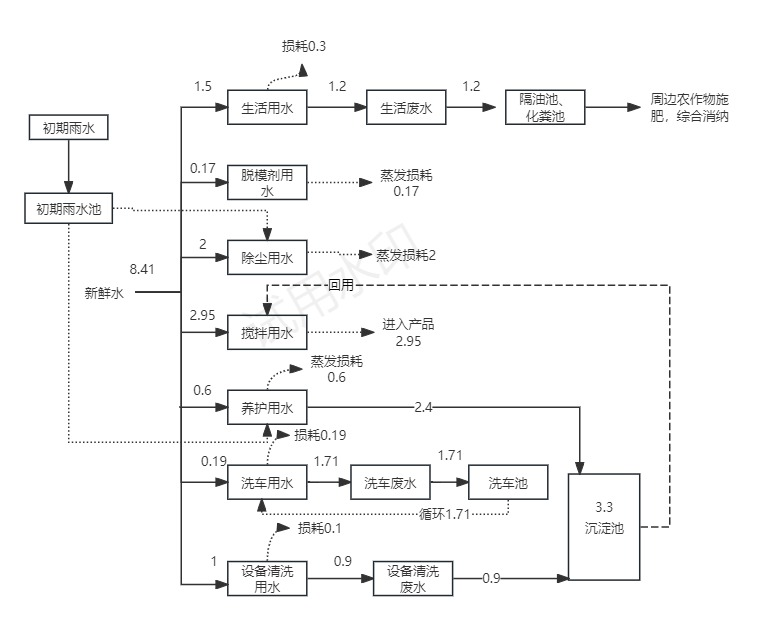 损耗0.3
1.5
生活用水
1.2
生活废水
1.2
隔油池、
化粪池
周边农作物施
肥，综合消纳
初期雨水
0.17
脱模剂用
水
蒸发损耗
0.17
初期雨水池
2
除尘用水
蒸发损耗2
8.41
新鲜水
回用
2.95
搅拌用水
进入产品
2.95
蒸发损耗
0.6
0.6
养护用水
2.4
损耗0.19
0.19
洗车用水
1.71
洗车废水
1.71
洗车池
循环1.71
3.3
沉淀池
损耗0.1
1
设备清洗
用水
0.9
设备清洗
废水
0.9
试用水印